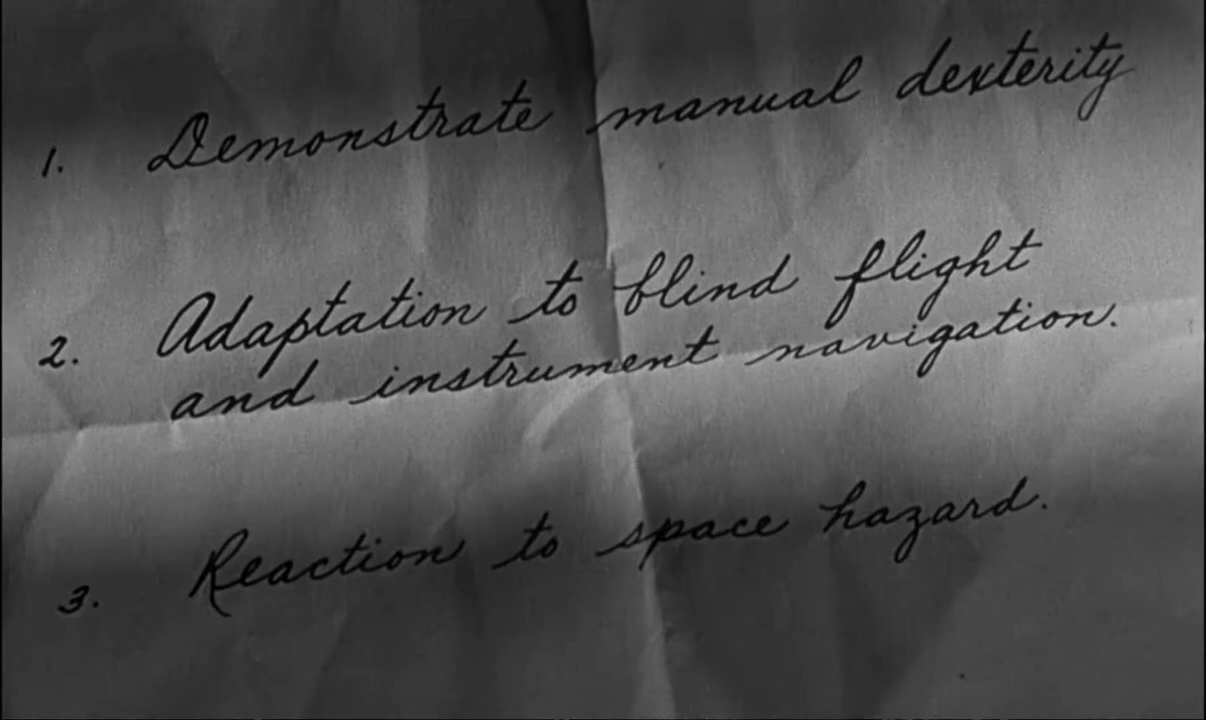 1. Demonstrate manual dexterity
2. Adaptation to blind flight
and instrument navigation.
3. Reaction to space hazard.